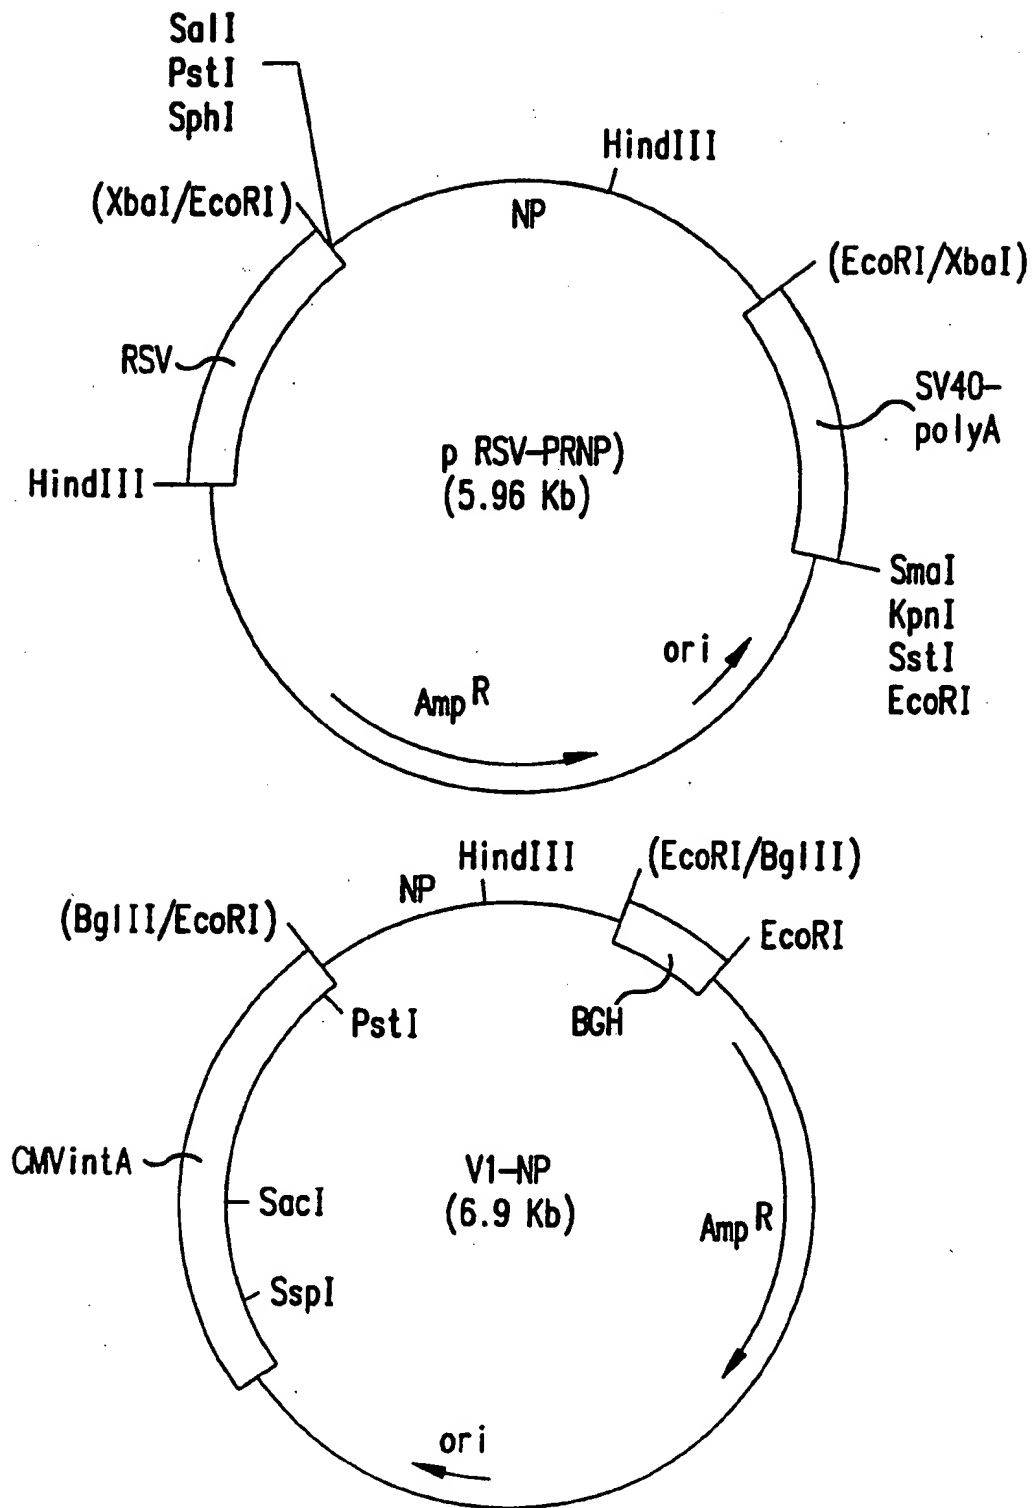 SalI
PstI
SphI
HindIII
(XbaI/EcoRI)
NP
(EcoRI/XbaI)
RSV
SV40-
polyA
p RSV-PRNP)
(5.96 Kb)
HindIII
SmaI
KpnI
SstI
EcoRI
ori
Amp R
HindIII
(EcoRI/BglII)
NP
(BglII/EcoRI)
EcoRI
PstI
BGH
CMVintA
V1-NP
(6.9 Kb)
SacI
Amp R
SspI
ori